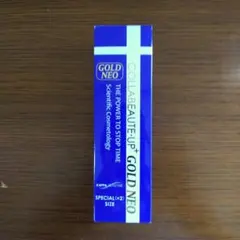 GOLD
NEO
THE POWER TO STOP TIME
Scientific Cosmetology
COLLABEAUTE-UP+ GOLD NEO
SPECIAL(×2)
SIZE